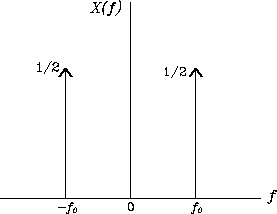 X(f)
1/2 1/2
f
-f₀ 0 f₀